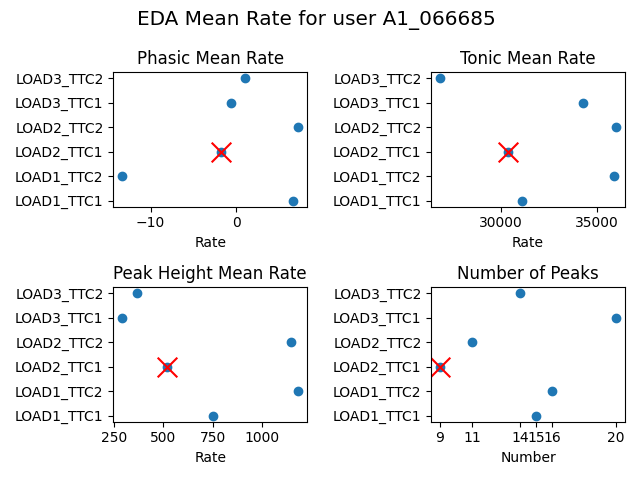 EDA Mean Rate for user A1_066685
Phasic Mean Rate
LOAD3_TTC2
LOAD3_TTC1
LOAD2_TTC2
LOAD2_TTC1
LOAD1_TTC2
LOAD1_TTC1
−10 0
Rate
Tonic Mean Rate
LOAD3_TTC2
LOAD3_TTC1
LOAD2_TTC2
LOAD2_TTC1
LOAD1_TTC2
LOAD1_TTC1
30000 35000
Rate
Peak Height Mean Rate
LOAD3_TTC2
LOAD3_TTC1
LOAD2_TTC2
LOAD2_TTC1
LOAD1_TTC2
LOAD1_TTC1
250 500 750 1000
Rate
Number of Peaks
LOAD3_TTC2
LOAD3_TTC1
LOAD2_TTC2
LOAD2_TTC1
LOAD1_TTC2
LOAD1_TTC1
9 11 14 15 16 20
Number